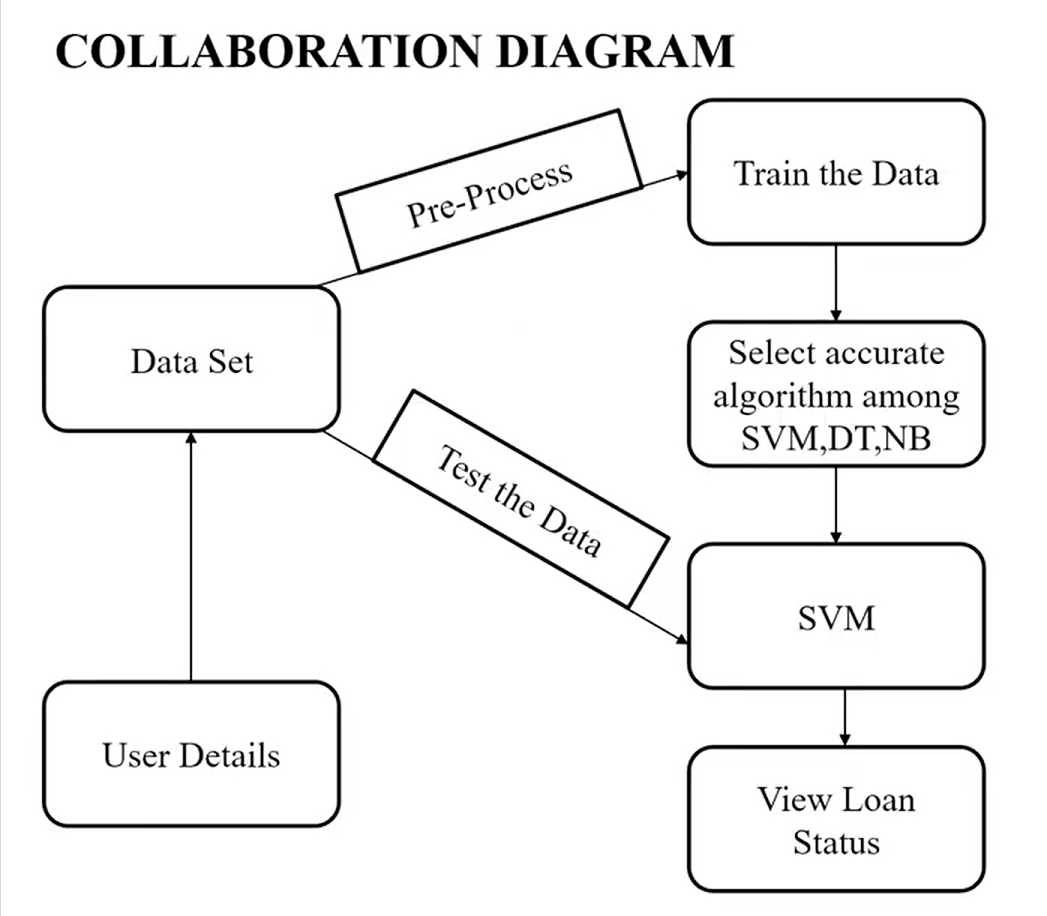 COLLABORATION DIAGRAM
Pre-Process
Train the Data
Data Set
Select accurate
algorithm among
SVM,DT,NB
Test the Data
SVM
User Details
View Loan
Status